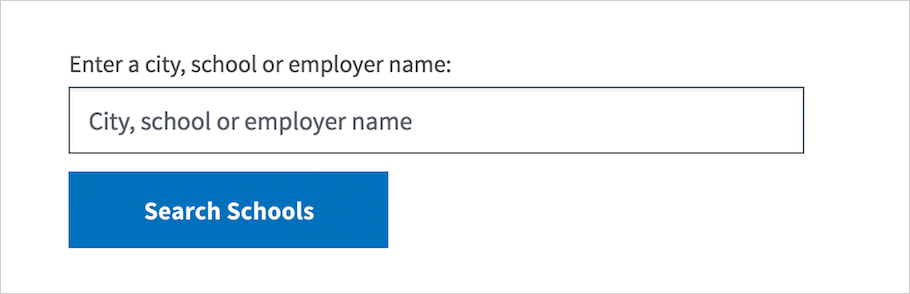 Enter a city, school or employer name:
City, school or employer name
Search Schools